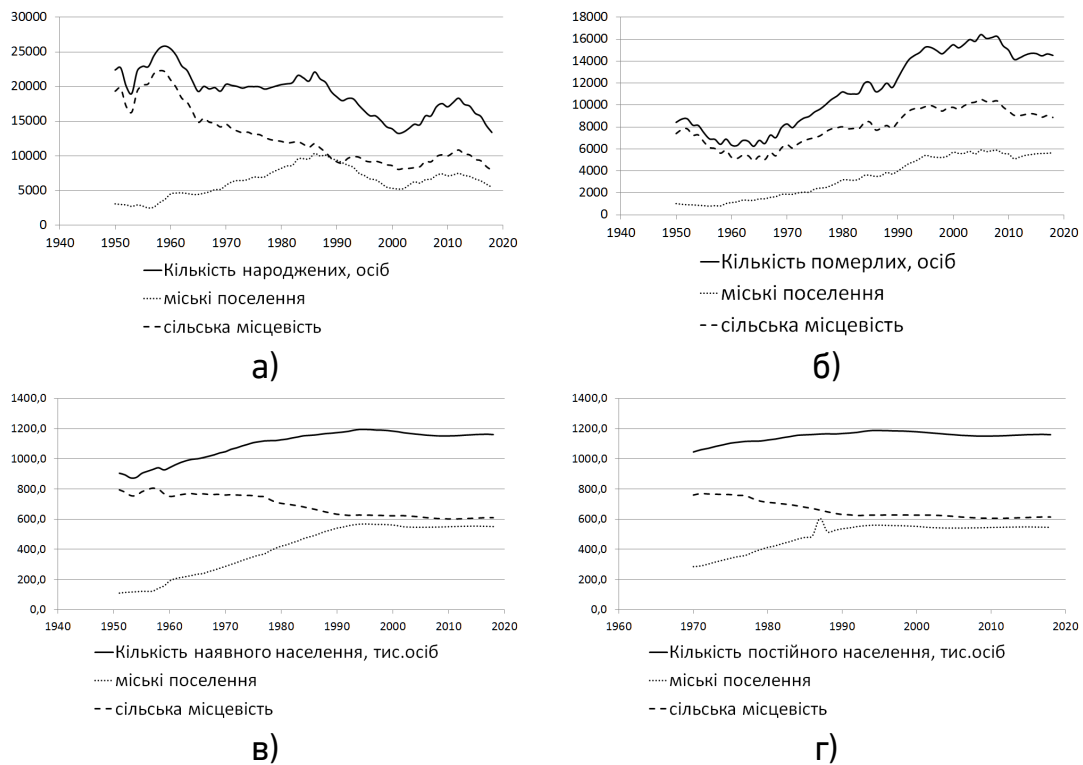 30000
25000
20000
15000
10000
5000
0
1940 1950 1960 1970 1980 1990 2000 2010 2020
Кількість народжених, осіб
міські поселення
сільська місцевість
а)
18000
16000
14000
12000
10000
8000
6000
4000
2000
0
1940 1950 1960 1970 1980 1990 2000 2010 2020
Кількість померлих, осіб
міські поселення
сільська місцевість
б)
1400,0
1200,0
1000,0
800,0
600,0
400,0
200,0
0,0
1940 1950 1960 1970 1980 1990 2000 2010 2020
Кількість наявного населення, тис.осіб
міські поселення
сільська місцевість
в)
1400,0
1200,0
1000,0
800,0
600,0
400,0
200,0
0,0
1960 1970 1980 1990 2000 2010 2020
Кількість постійного населення, тис.осіб
міські поселення
сільська місцевість
г)